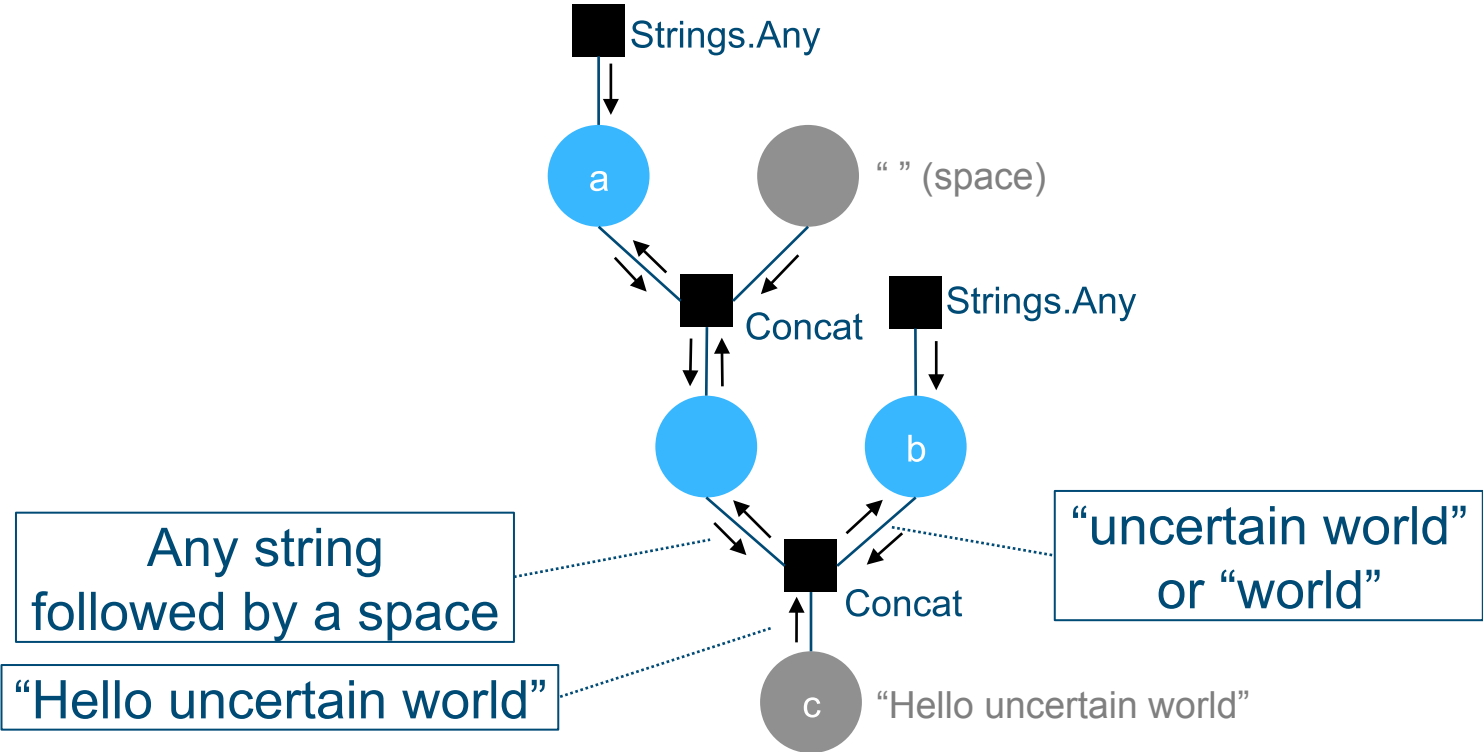 Strings.Any
a
“ ” (space)
Strings.Any
Concat
b
Any string
followed by a space
“uncertain world”
or “world”
Concat
“Hello uncertain world”
c
“Hello uncertain world”